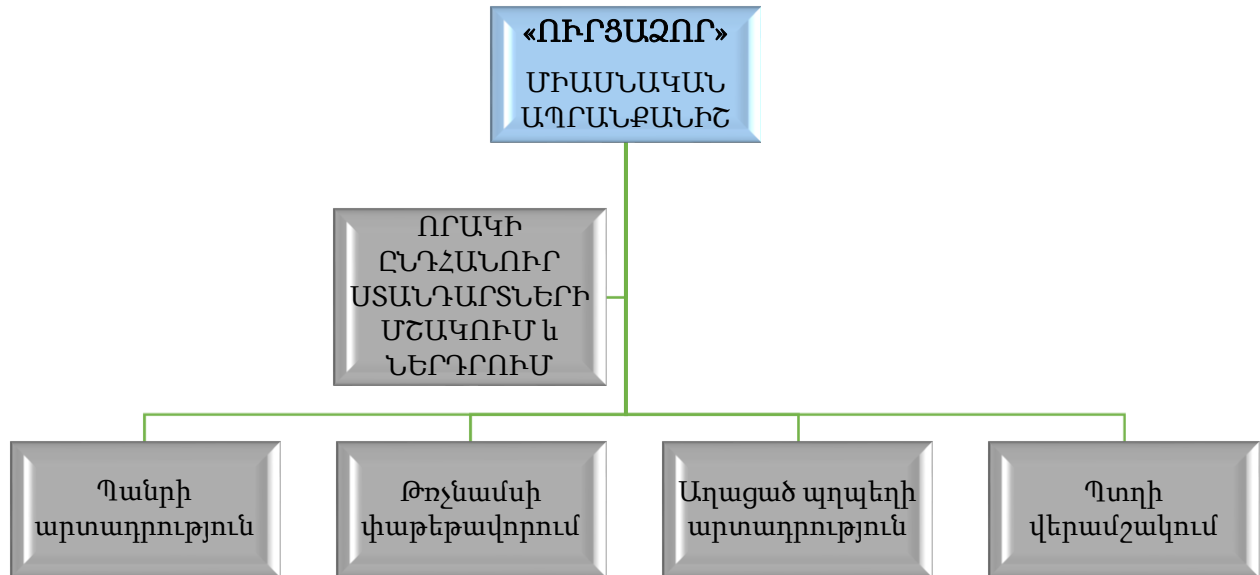 «ՈՒՐՑԱՁՈՐ»
ՄԻԱՍՆԱԿԱՆ
ԱՊՐԱՆՔԱՆԻՇ
ՈՐԱԿԻ
ԸՆԴՀԱՆՈՒՐ
ՍՏԱՆԴԱՐՏՆԵՐԻ
ՄՇԱԿՈՒՄ և
ՆԵՐԴՐՈՒՄ
Պանրի
արտադրություն
Թռչնամսի
փաթեթավորում
Աղացած պղպեղի
արտադրություն
Պտղի
վերամշակում